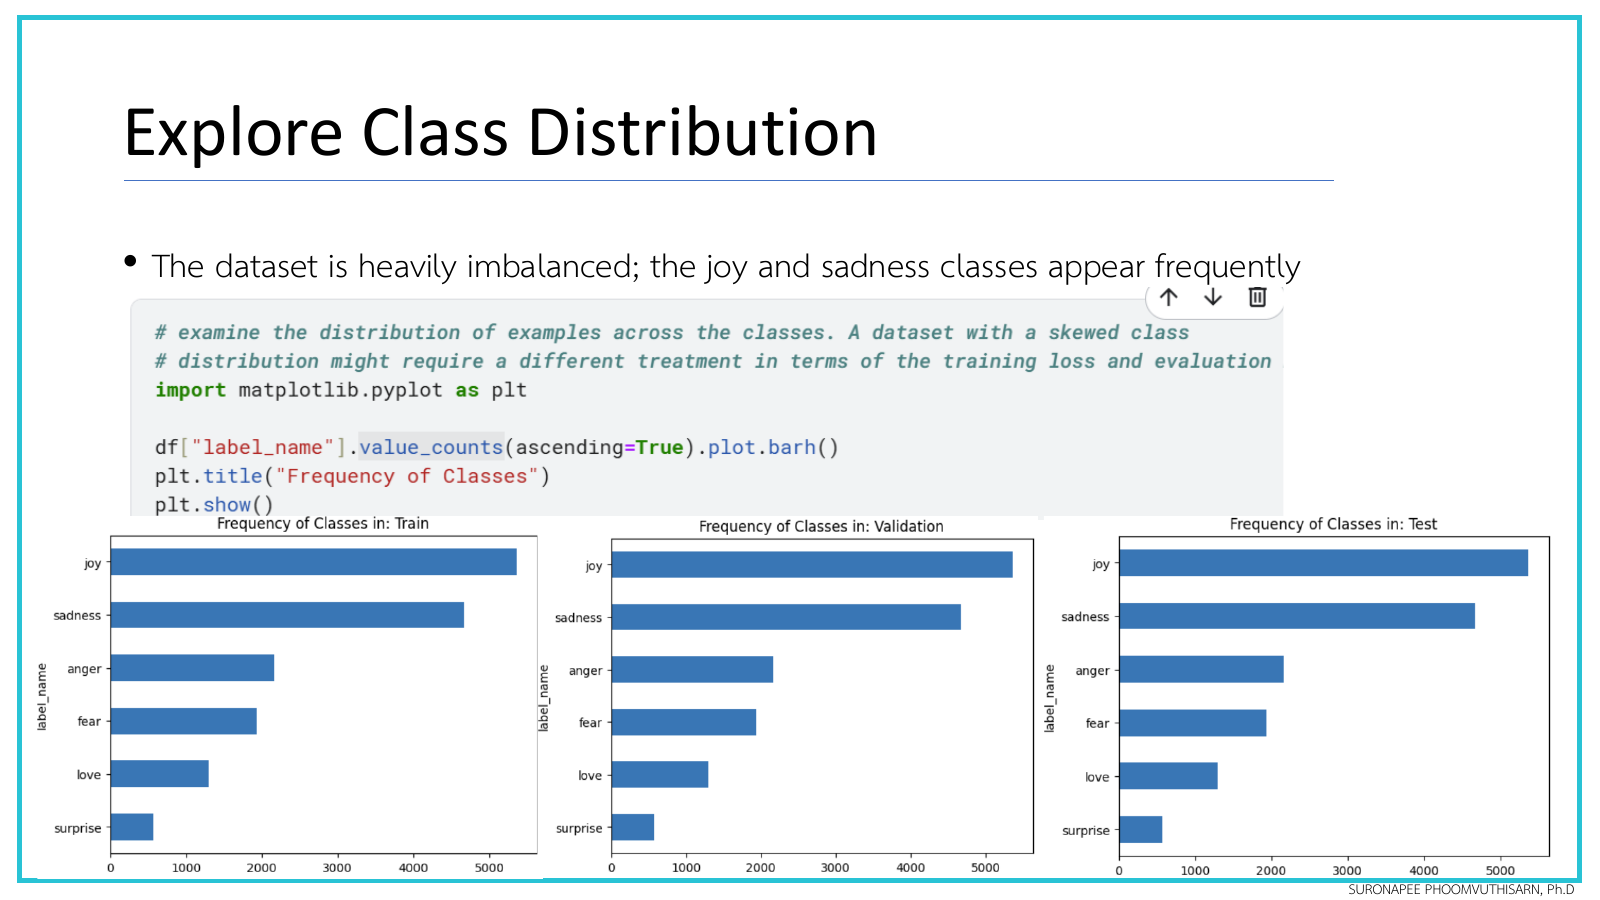 Explore Class Distribution
• The dataset is heavily imbalanced; the joy and sadness classes appear frequently
# examine the distribution of examples across the classes. A dataset with a skewed class
# distribution might require a different treatment in terms of the training loss and evaluation
import matplotlib.pyplot as plt
df["label_name"].value_counts(ascending=True).plot.barh()
plt.title("Frequency of Classes")
plt.show()
Frequency of Classes in: Train
joy
sadness
anger
fear
love
surprise
label_name
0 1000 2000 3000 4000 5000
Frequency of Classes in: Validation
joy
sadness
anger
fear
love
surprise
label_name
0 1000 2000 3000 4000 5000
Frequency of Classes in: Test
joy
sadness
anger
fear
love
surprise
label_name
0 1000 2000 3000 4000 5000
SURONAPEE PHOOMVUTHISARN, Ph.D